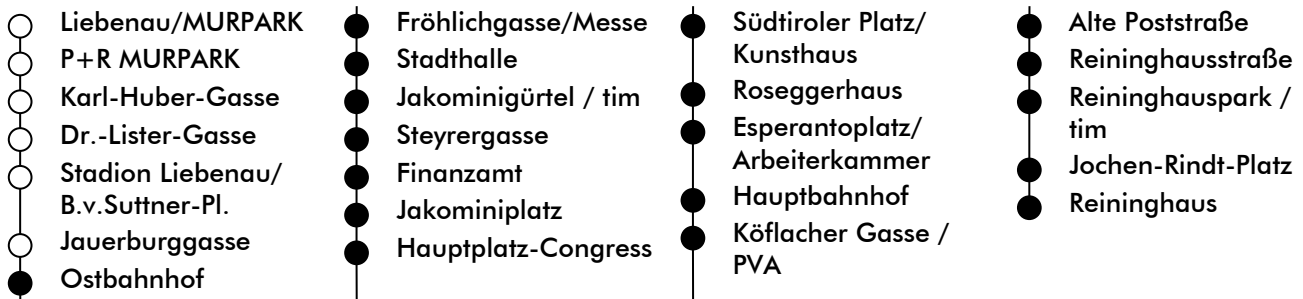 Liebenau/MURPARK
P+R MURPARK
Karl-Huber-Gasse
Dr.-Lister-Gasse
Stadion Liebenau/
B.v.Suttner-Pl.
Jauerburggasse
Ostbahnhof
Fröhlichgasse/Messe
Stadthalle
Jakominigürtel / tim
Steyrergasse
Finanzamt
Jakominiplatz
Hauptplatz-Congress
Südtiroler Platz/
Kunsthaus
Roseggerhaus
Esperantoplatz/
Arbeiterkammer
Hauptbahnhof
Köflacher Gasse /
PVA
Alte Poststraße
Reininghausstraße
Reininghauspark /
tim
Jochen-Rindt-Platz
Reininghaus